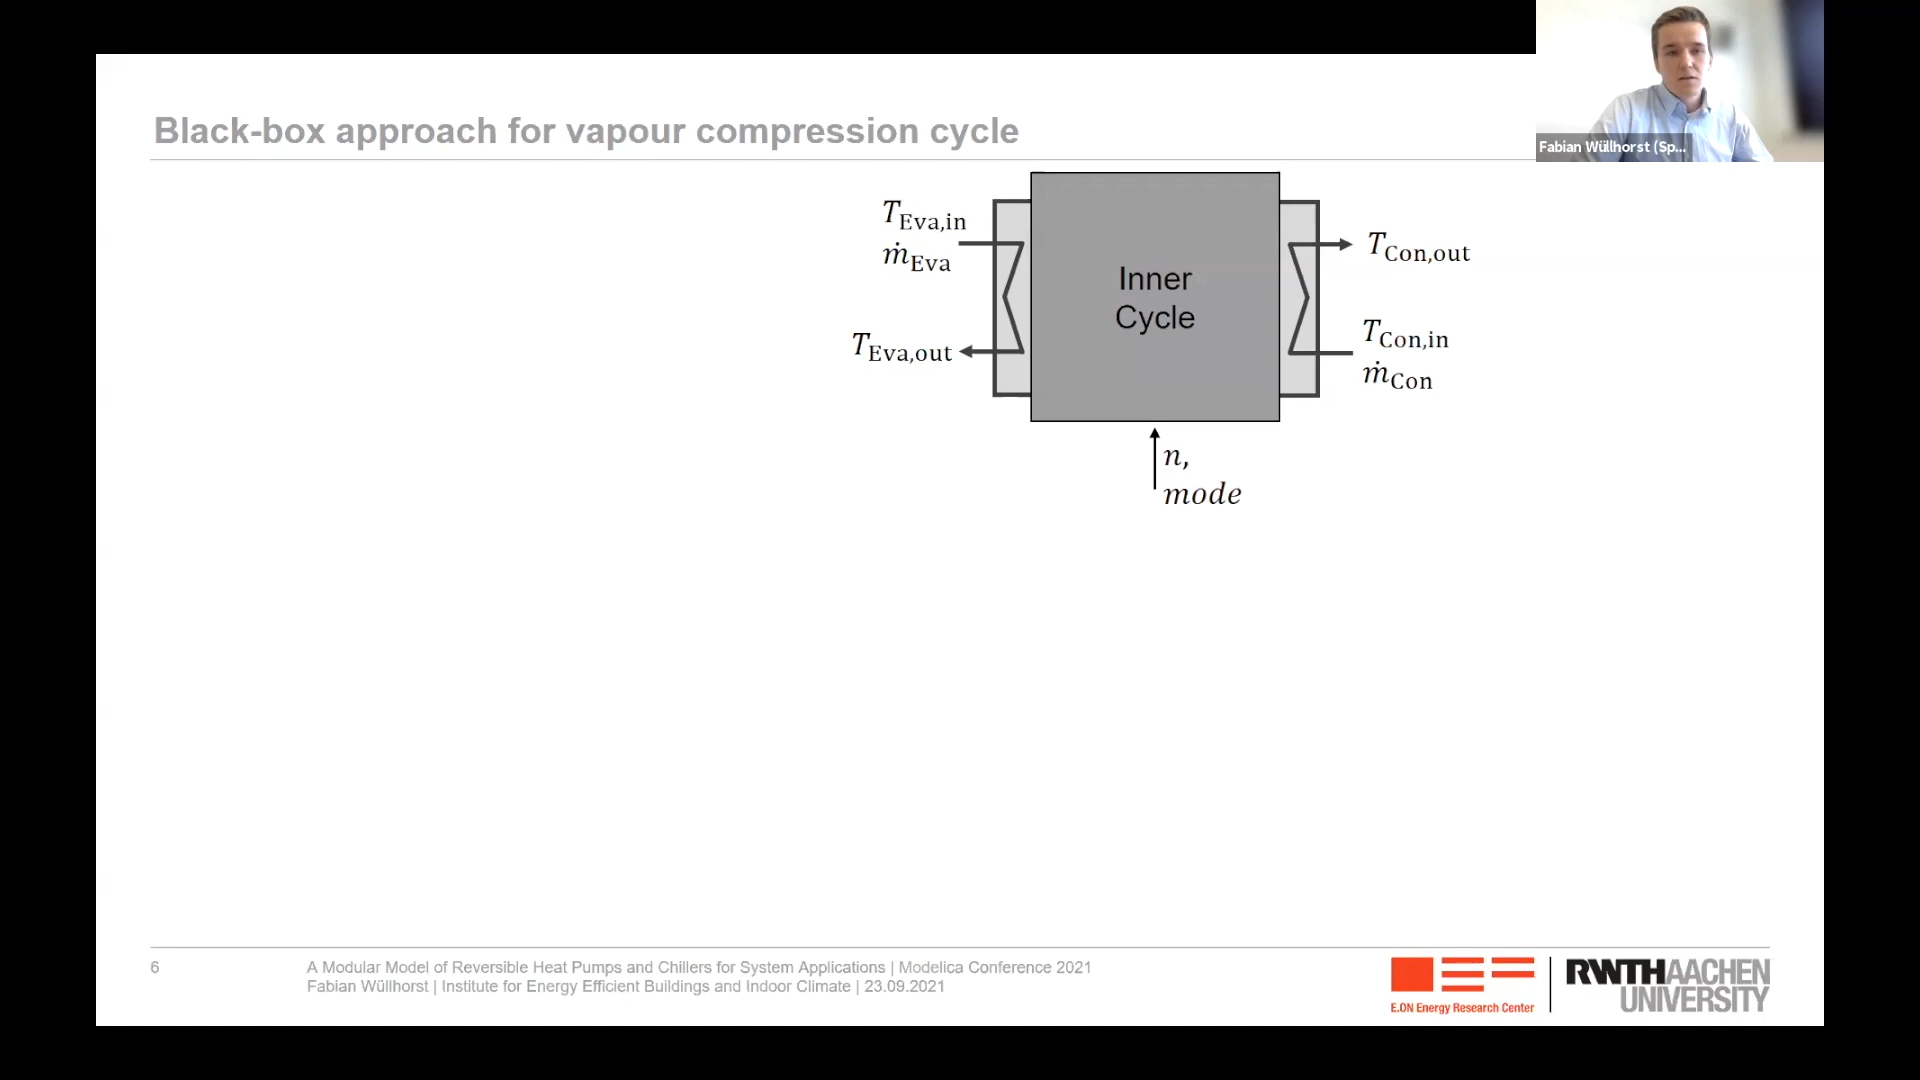 Fabian Wüllhorst (Sp...
Black-box approach for vapour compression cycle
T_Eva,in
ṁ_Eva
T_Eva,out
Inner
Cycle
T_Con,out
T_Con,in
ṁ_Con
n,
mode
6
A Modular Model of Reversible Heat Pumps and Chillers for System Applications | Modelica Conference 2021
Fabian Wüllhorst | Institute for Energy Efficient Buildings and Indoor Climate | 23.09.2021
E.ON Energy Research Center
RWTHAACHEN
UNIVERSITY